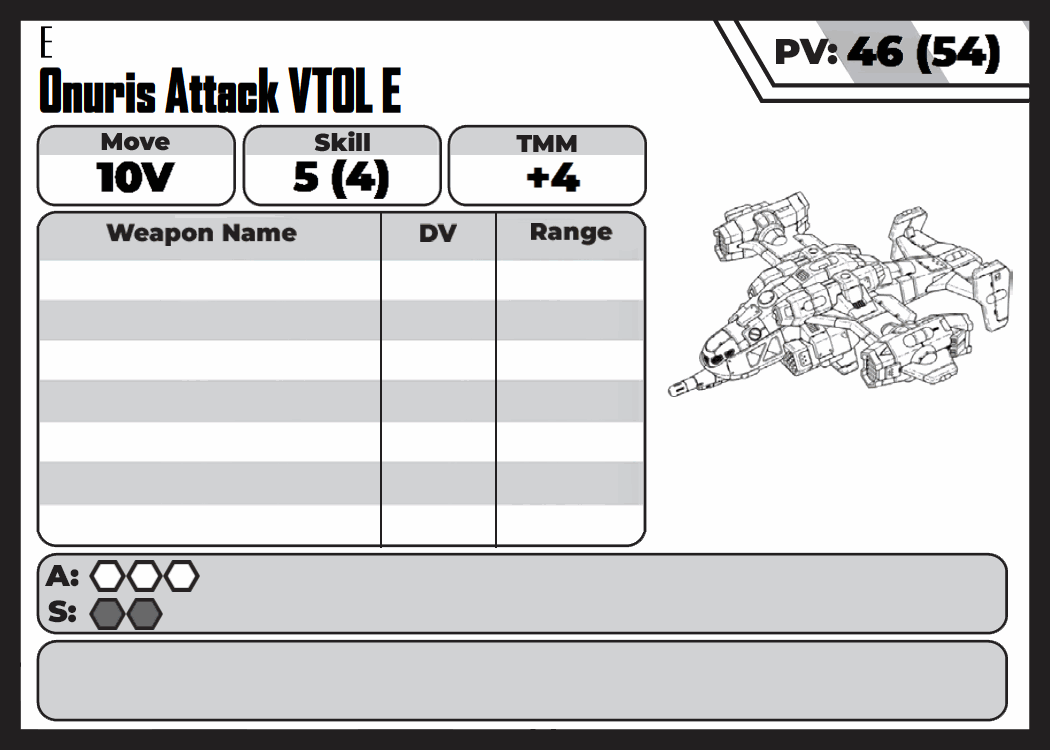 E
Onuris Attack VTOL E
PV: 46 (54)
Move
10V
Skill
5 (4)
TMM
+4
Weapon Name
DV
Range
A:
S: